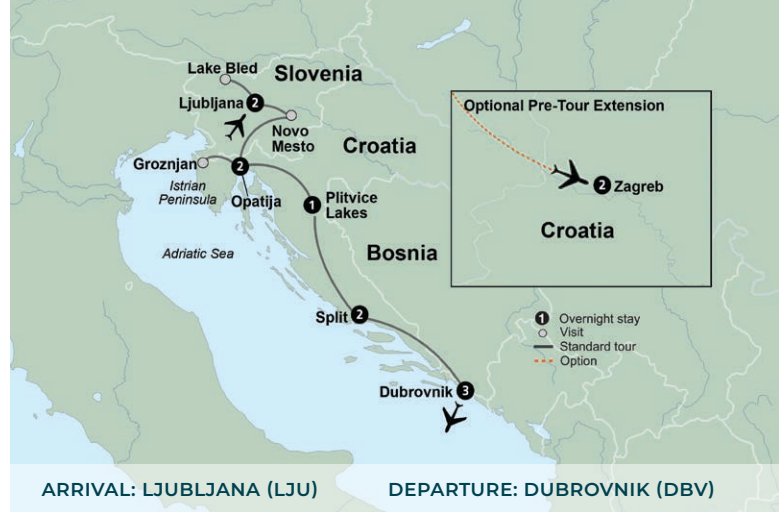 Lake Bled
Slovenia
Ljubljana 2
Novo
Mesto
Croatia
Groznjan
2
Istrian
Peninsula
Opatija
1 Plitvice
Lakes
Adriatic Sea
Bosnia
Split 2
Dubrovnik 3
Optional Pre-Tour Extension
2 Zagreb
Croatia
1 Overnight stay
Visit
Standard tour
Option
ARRIVAL: LJUBLJANA (LJU)
DEPARTURE: DUBROVNIK (DBV)